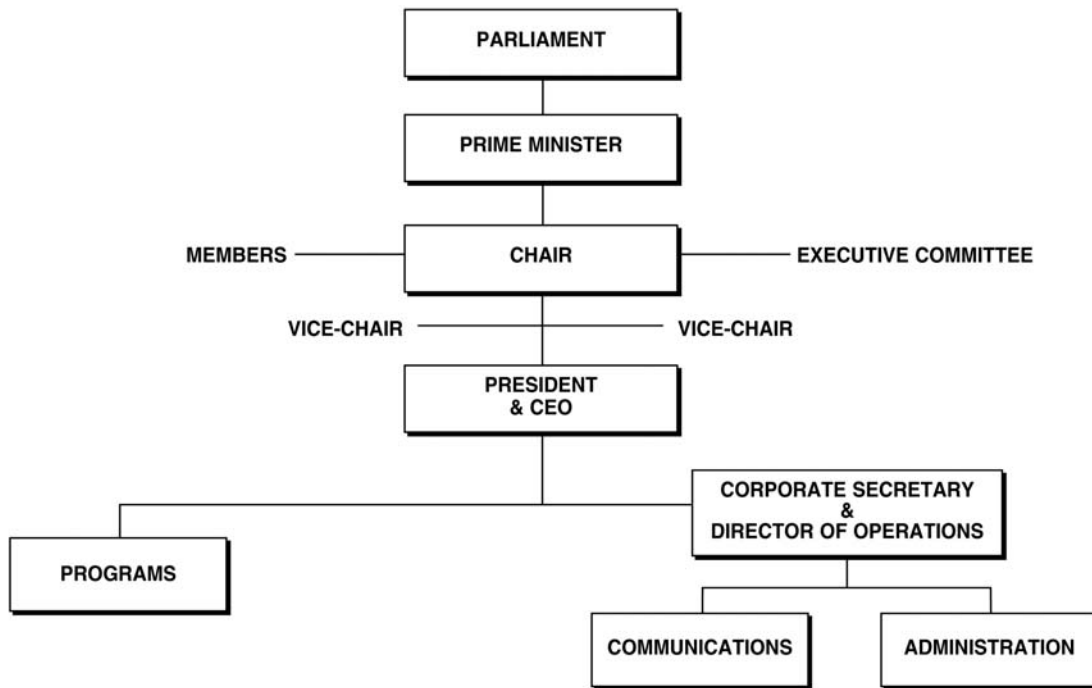 PARLIAMENT
PRIME MINISTER
MEMBERS
CHAIR
EXECUTIVE COMMITTEE
VICE-CHAIR
VICE-CHAIR
PRESIDENT
& CEO
CORPORATE SECRETARY
&
DIRECTOR OF OPERATIONS
PROGRAMS
COMMUNICATIONS
ADMINISTRATION